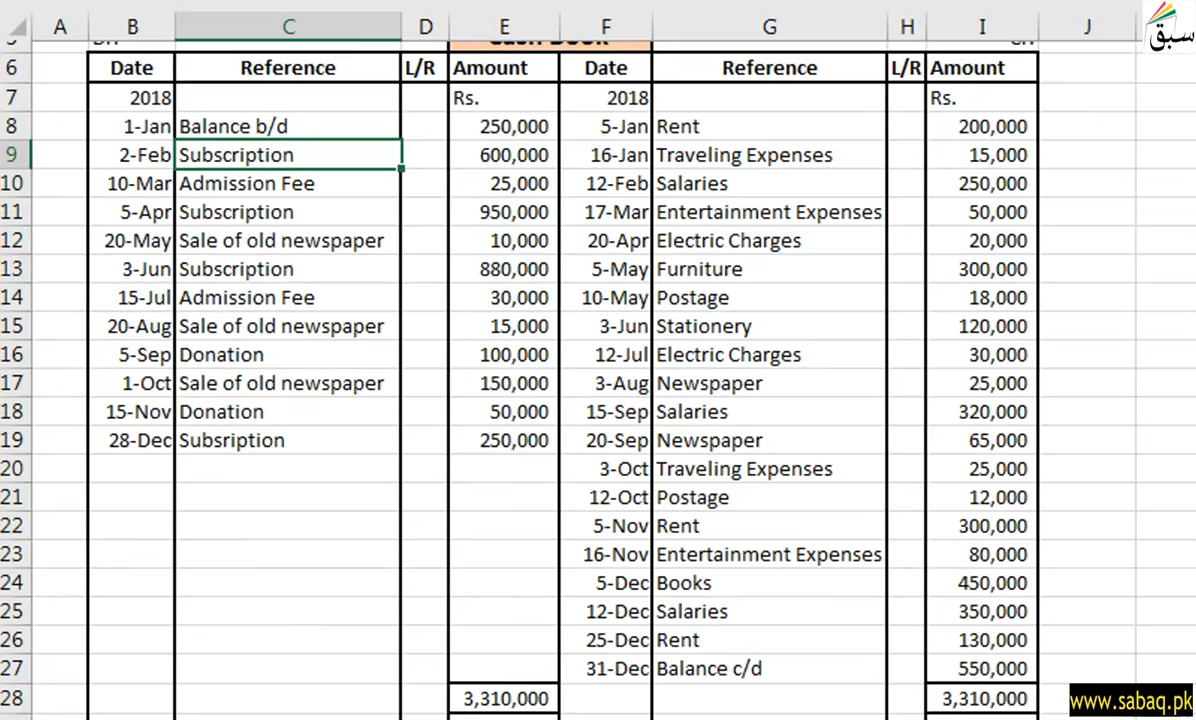 A B C D E F G H I J
سبق
Cash Book
6 Date Reference L/R Amount Date Reference L/R Amount
7 2018 Rs. 2018 Rs.
8 1-Jan Balance b/d 250,000 5-Jan Rent 200,000
9 2-Feb Subscription 600,000 16-Jan Traveling Expenses 15,000
10 10-Mar Admission Fee 25,000 12-Feb Salaries 250,000
11 5-Apr Subscription 950,000 17-Mar Entertainment Expenses 50,000
12 20-May Sale of old newspaper 10,000 20-Apr Electric Charges 20,000
13 3-Jun Subscription 880,000 5-May Furniture 300,000
14 15-Jul Admission Fee 30,000 10-May Postage 18,000
15 20-Aug Sale of old newspaper 15,000 3-Jun Stationery 120,000
16 5-Sep Donation 100,000 12-Jul Electric Charges 30,000
17 1-Oct Sale of old newspaper 150,000 3-Aug Newspaper 25,000
18 15-Nov Donation 50,000 15-Sep Salaries 320,000
19 28-Dec Subsription 250,000 20-Sep Newspaper 65,000
20 3-Oct Traveling Expenses 25,000
21 12-Oct Postage 12,000
22 5-Nov Rent 300,000
23 16-Nov Entertainment Expenses 80,000
24 5-Dec Books 450,000
25 12-Dec Salaries 350,000
26 25-Dec Rent 130,000
27 31-Dec Balance c/d 550,000
28 3,310,000 3,310,000
www.sabaq.pk